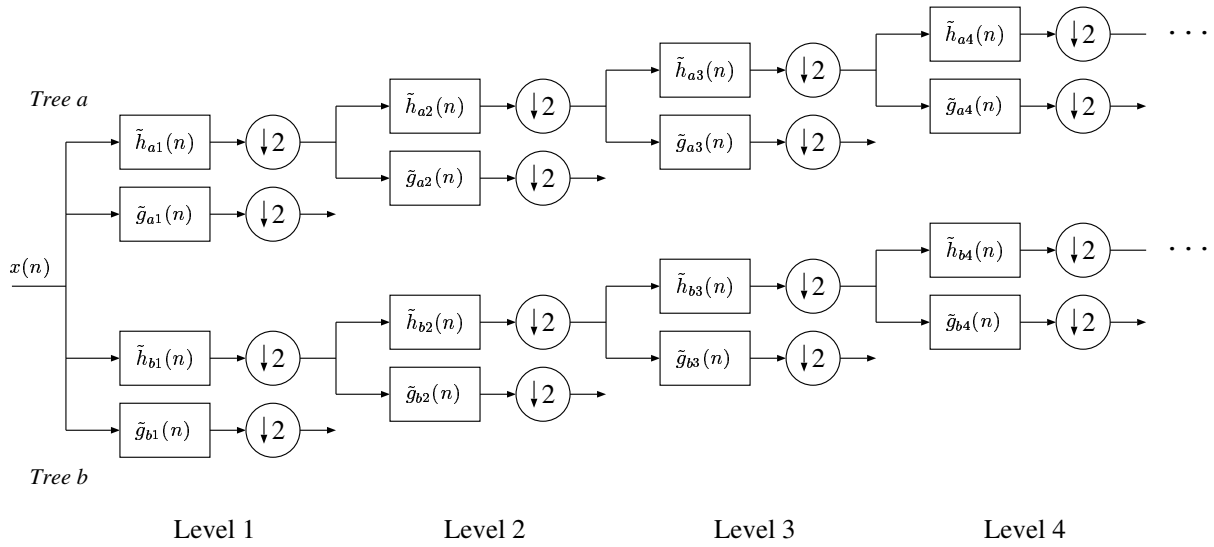 h̃a4(n) ↓2 · · ·
h̃a3(n) ↓2
Tree a
h̃a2(n) ↓2
g̃a4(n) ↓2
h̃a1(n) ↓2
g̃a3(n) ↓2
g̃a2(n) ↓2
g̃a1(n) ↓2
x(n)
h̃b4(n) ↓2 · · ·
h̃b3(n) ↓2
h̃b2(n) ↓2
g̃b4(n) ↓2
h̃b1(n) ↓2
g̃b3(n) ↓2
g̃b2(n) ↓2
g̃b1(n) ↓2
Tree b
Level 1 Level 2 Level 3 Level 4